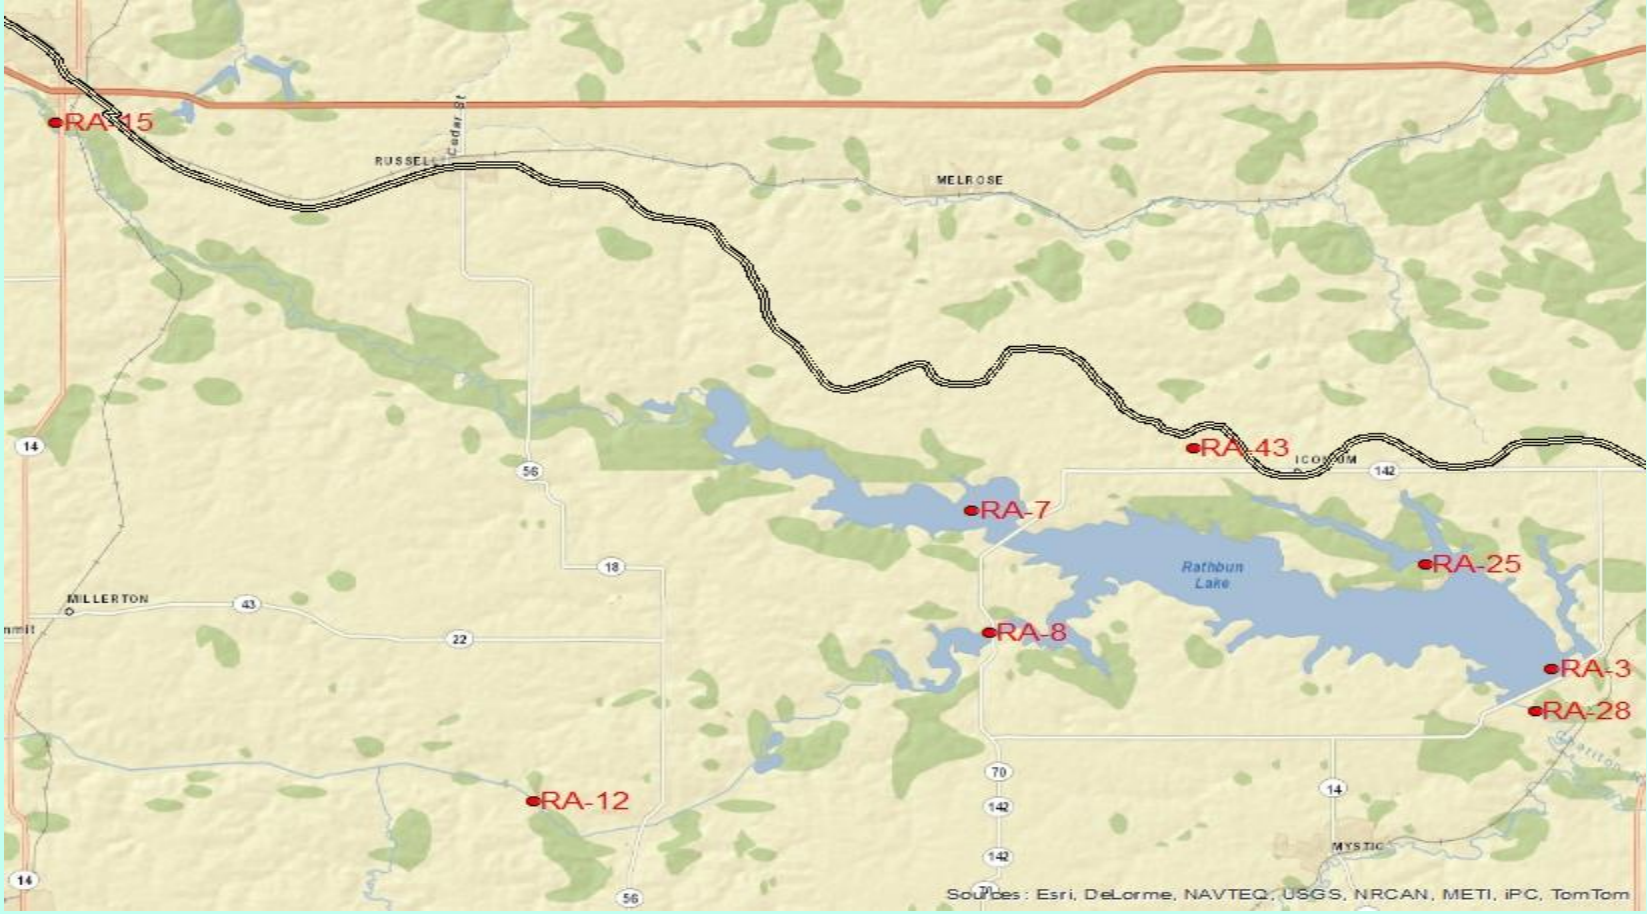 Cedar St
RA-15
RUSSELL
MELROSE
14
RA-43
ICONIUM
56
142
RA-7
18
RA-25
Rathbun
Lake
MILLERTON
43
22
RA-8
RA-3
RA-28
Chariton
70
14
RA-12
142
MYSTIC
142
14
56
70
Sources: Esri, DeLorme, NAVTEQ, USGS, NRCAN, METI, iPC, TomTom